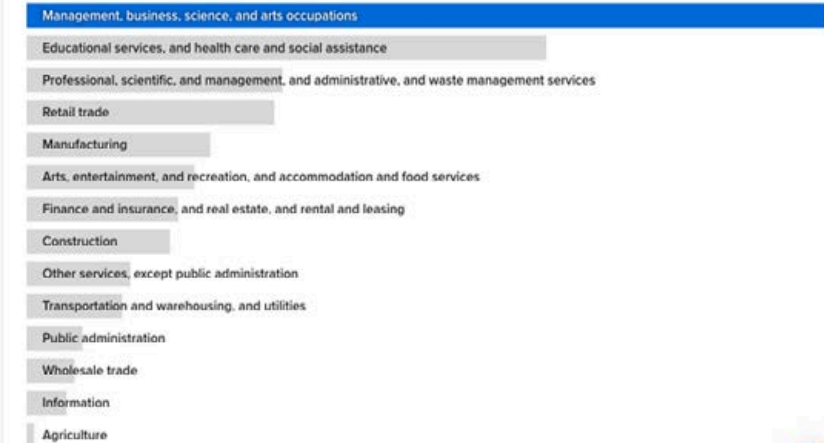 Management, business, science, and arts occupations
Educational services, and health care and social assistance
Professional, scientific, and management, and administrative, and waste management services
Retail trade
Manufacturing
Arts, entertainment, and recreation, and accommodation and food services
Finance and insurance, and real estate, and rental and leasing
Construction
Other services, except public administration
Transportation and warehousing, and utilities
Public administration
Wholesale trade
Information
Agriculture